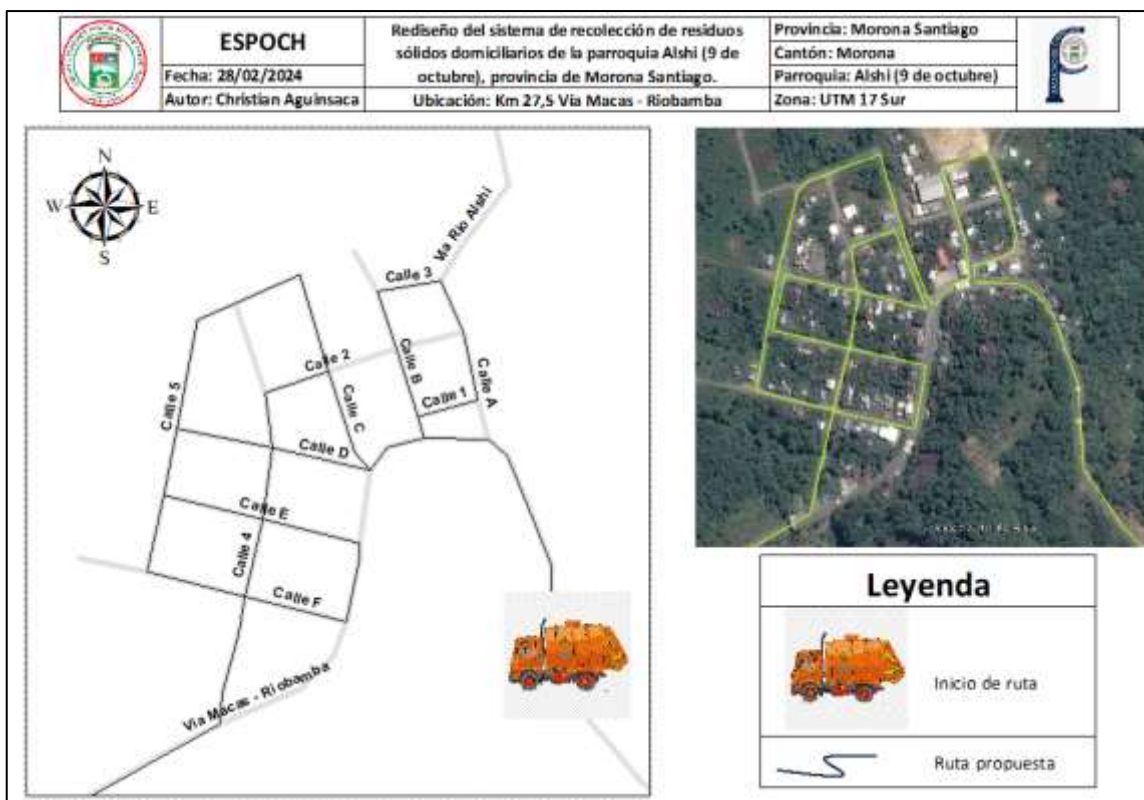 ESPOCH
Fecha: 28/02/2024
Autor: Christian Aguinsaca
Rediseño del sistema de recolección de residuos
sólidos domiciliarios de la parroquia Alshi (9 de
octubre), provincia de Morona Santiago.
Ubicación: Km 27,5 Via Macas - Riobamba
Provincia: Morona Santiago
Cantón: Morona
Parroquia: Alshi (9 de octubre)
Zona: UTM 17 Sur
N
W
E
S
Via Rio Alshi
Calle 3
Calle 2
Calle B
Calle A
Calle 1
Calle C
Calle 5
Calle D
Calle E
Calle 4
Calle F
Via Macas - Riobamba
Leyenda
Inicio de ruta
Ruta propuesta